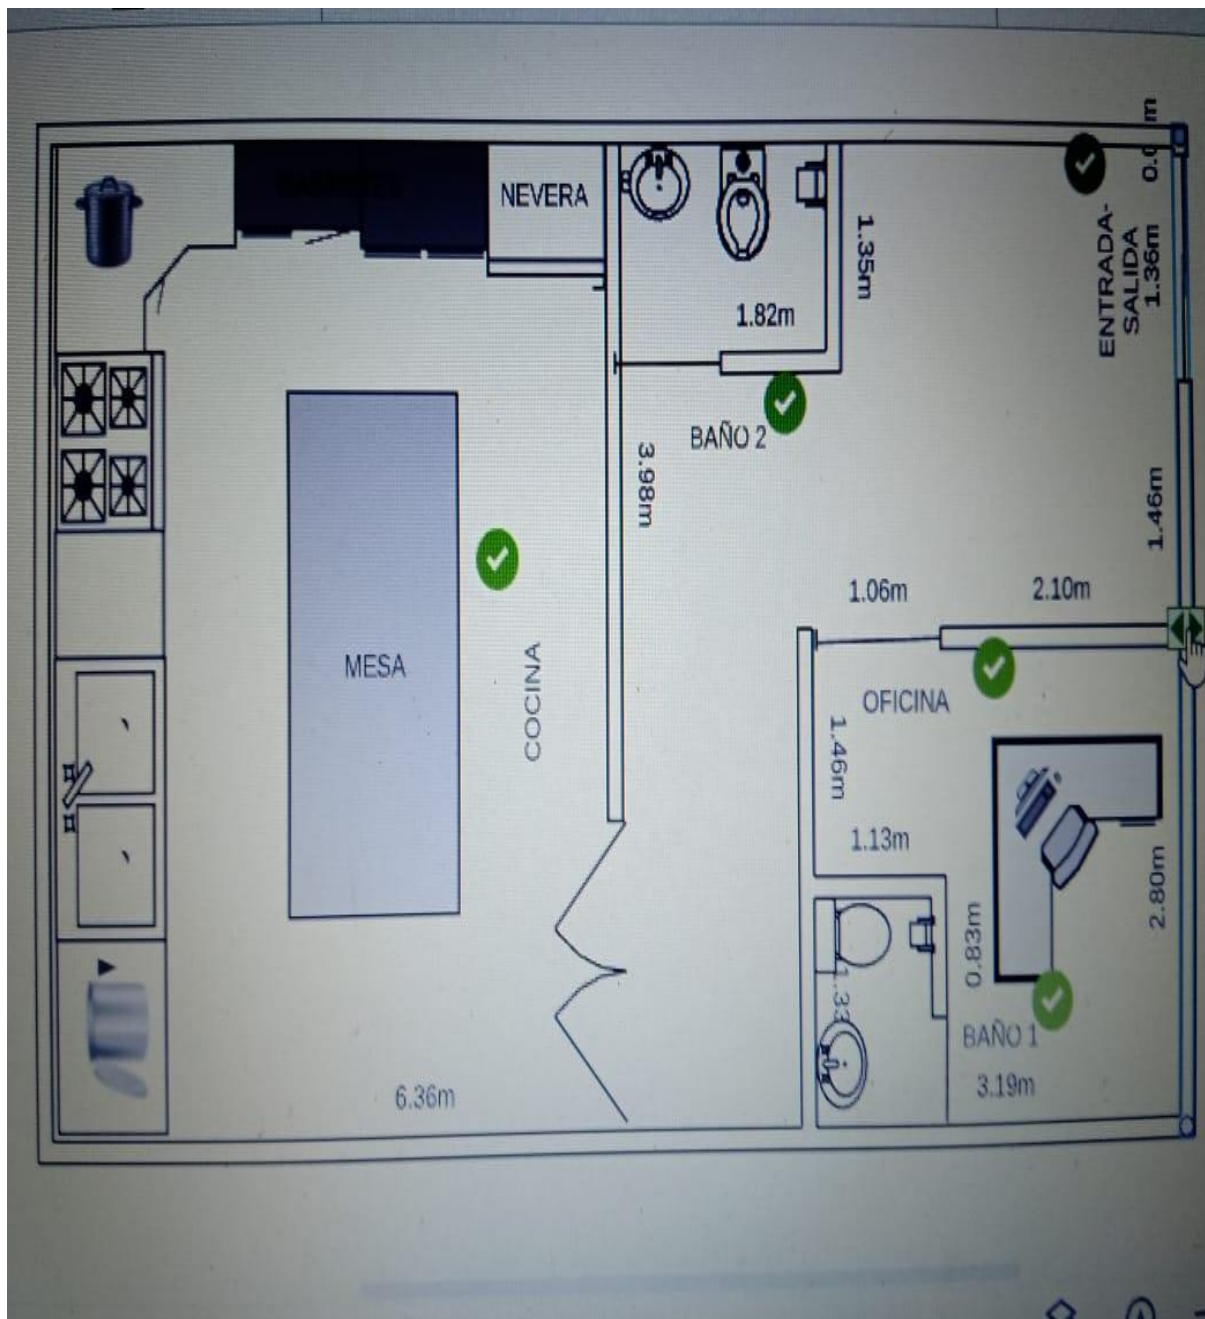 NEVERA
0.0 m
ENTRADA-
SALIDA
1.36m
1.35m
1.82m
BAÑO 2
3.98m
1.46m
1.06m
2.10m
MESA
COCINA
OFICINA
1.46m
1.13m
2.80m
0.83m
1.33
BAÑO 1
3.19m
6.36m